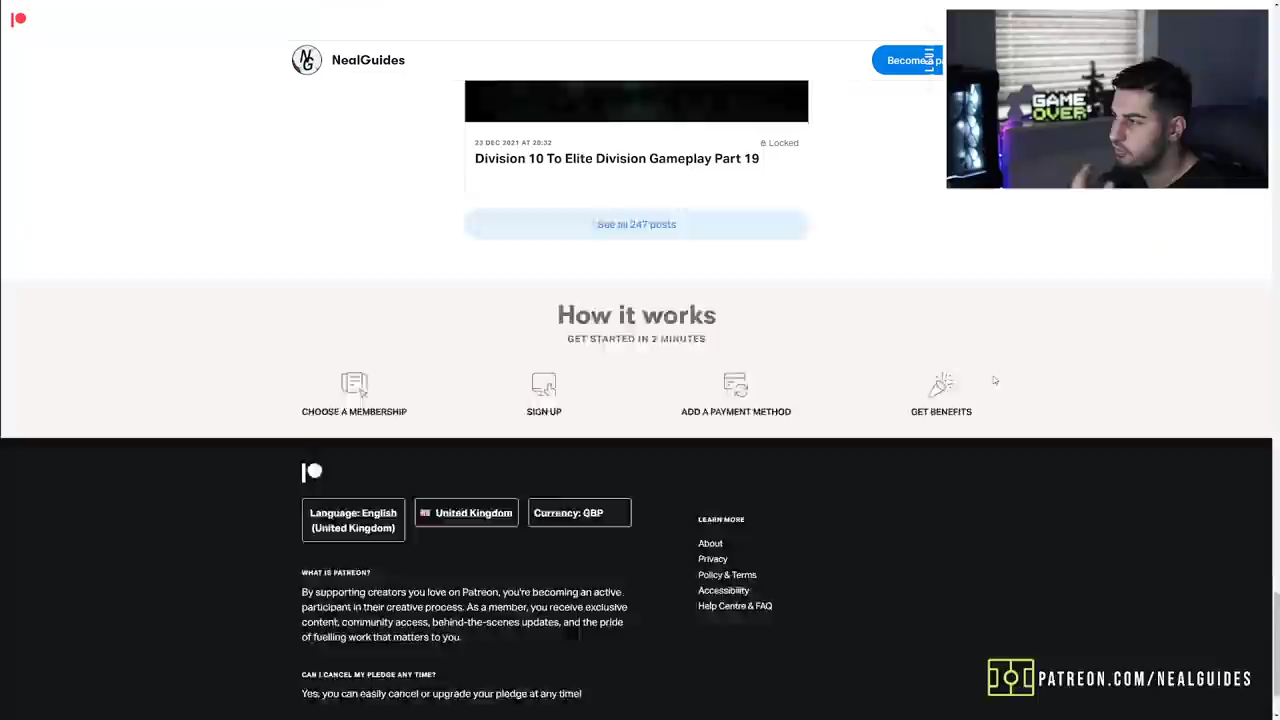 NG
NealGuides
Become a pa
GAME
OVER
23 DEC 2021 AT 20:32
Locked
Division 10 To Elite Division Gameplay Part 19
See all 247 posts
How it works
GET STARTED IN 2 MINUTES
CHOOSE A MEMBERSHIP
SIGN UP
ADD A PAYMENT METHOD
GET BENEFITS
Language: English
(United Kingdom)
United Kingdom
Currency: GBP
LEARN MORE
About
Privacy
Policy & Terms
Accessibility
Help Centre & FAQ
WHAT IS PATREON?
By supporting creators you love on Patreon, you're becoming an active
participant in their creative process. As a member, you receive exclusive
content, community access, behind-the-scenes updates, and the pride
of fuelling work that matters to you.
CAN I CANCEL MY PLEDGE ANY TIME?
Yes, you can easily cancel or upgrade your pledge at any time!
PATREON.COM/NEALGUIDES